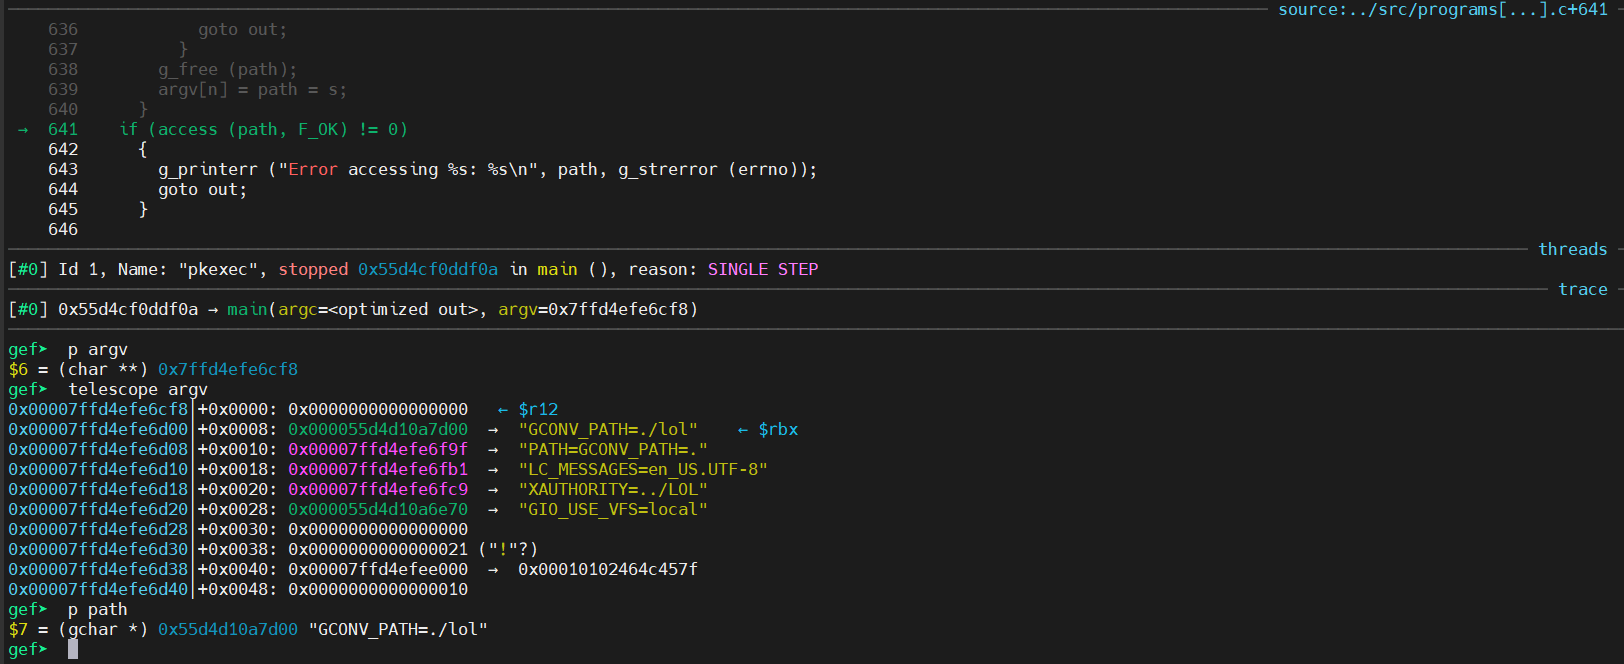 source:../src/programs[...].c+641
636 goto out;
637 }
638 g_free (path);
639 argv[n] = path = s;
640 }
→ 641 if (access (path, F_OK) != 0)
642 {
643 g_printerr ("Error accessing %s: %s\n", path, g_strerror (errno));
644 goto out;
645 }
646
threads
[#0] Id 1, Name: "pkexec", stopped 0x55d4cf0ddf0a in main (), reason: SINGLE STEP
trace
[#0] 0x55d4cf0ddf0a → main(argc=<optimized out>, argv=0x7ffd4efe6cf8)
gef➤ p argv
$6 = (char **) 0x7ffd4efe6cf8
gef➤ telescope argv
0x00007ffd4efe6cf8│+0x0000: 0x0000000000000000 ← $r12
0x00007ffd4efe6d00│+0x0008: 0x000055d4d10a7d00 → "GCONV_PATH=./lol" ← $rbx
0x00007ffd4efe6d08│+0x0010: 0x00007ffd4efe6f9f → "PATH=GCONV_PATH=."
0x00007ffd4efe6d10│+0x0018: 0x00007ffd4efe6fb1 → "LC_MESSAGES=en_US.UTF-8"
0x00007ffd4efe6d18│+0x0020: 0x00007ffd4efe6fc9 → "XAUTHORITY=../LOL"
0x00007ffd4efe6d20│+0x0028: 0x000055d4d10a6e70 → "GIO_USE_VFS=local"
0x00007ffd4efe6d28│+0x0030: 0x0000000000000000
0x00007ffd4efe6d30│+0x0038: 0x0000000000000021 ("!"?)
0x00007ffd4efe6d38│+0x0040: 0x00007ffd4efee000 → 0x00010102464c457f
0x00007ffd4efe6d40│+0x0048: 0x0000000000000010
gef➤ p path
$7 = (gchar *) 0x55d4d10a7d00 "GCONV_PATH=./lol"
gef➤